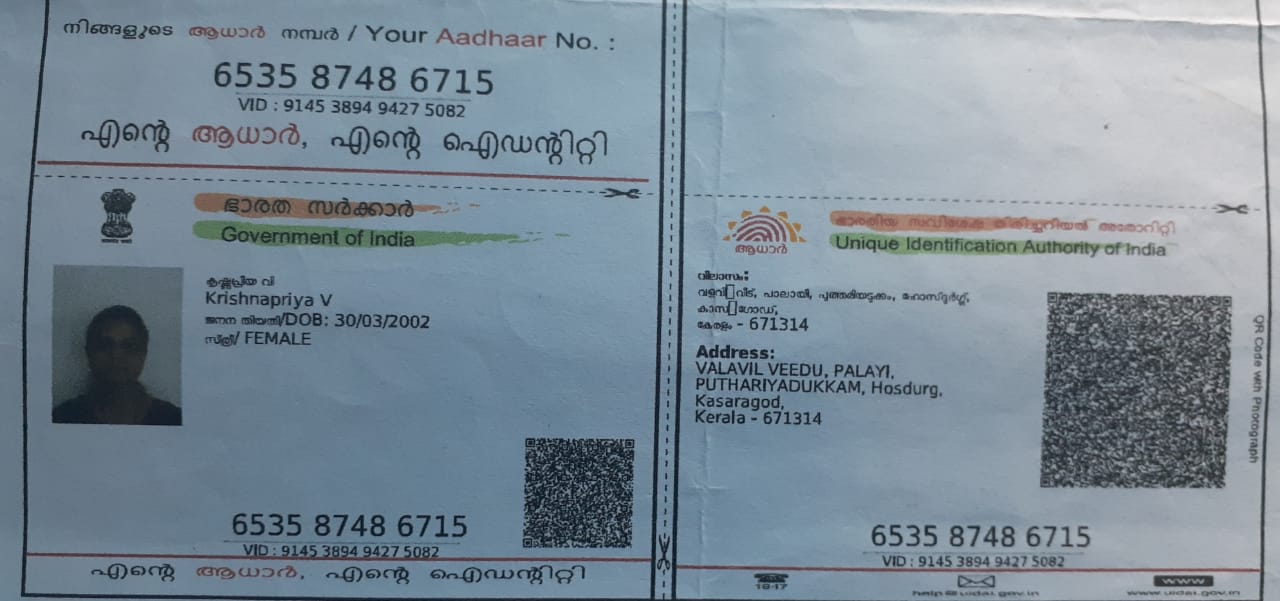 നിങ്ങളുടെ ആധാർ നമ്പർ / Your Aadhaar No. :
6535 8748 6715
VID : 9145 3894 9427 5082
എന്റെ ആധാർ, എന്റെ ഐഡന്റിറ്റി
ഭാരത സർക്കാർ
Government of India
കൃഷ്ണപ്രിയ വി
Krishnapriya V
ജനന തിയതി/DOB: 30/03/2002
സ്ത്രീ/ FEMALE
6535 8748 6715
VID : 9145 3894 9427 5082
എന്റെ ആധാർ, എന്റെ ഐഡന്റിറ്റി
ആധാർ
ഭാരതീയ സവിശേഷ തിരിച്ചറിയൽ അതോറിറ്റി
Unique Identification Authority of India
വിലാസം:
വീട്, പാലായി, പുത്തരിയടുക്കം, ഹോസ്ദുർഗ്ഗ്,
കേരളം - 671314
Address:
VALAVIL VEEDU, PALAYI,
PUTHARIYADUKKAM, Hosdurg,
Kasaragod,
Kerala - 671314
QR Code with Photograph
6535 8748 6715
VID : 9145 3894 9427 5082
1947
help@uidai.gov.in
www
www.uidai.gov.in